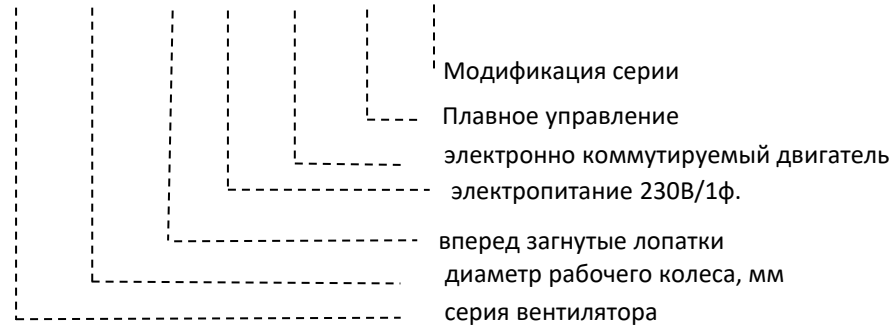 Модификация серии
Плавное управление
электронно коммутируемый двигатель
электропитание 230В/1ф.
вперед загнутые лопатки
диаметр рабочего колеса, мм
серия вентилятора